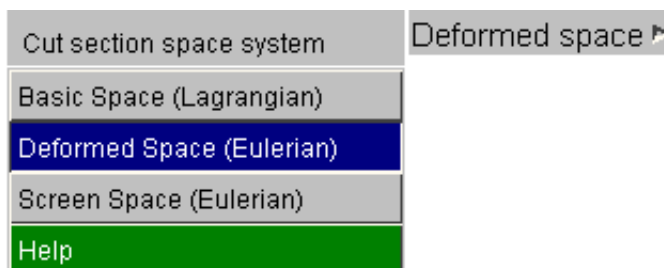 Cut section space system
Deformed space
Basic Space (Lagrangian)
Deformed Space (Eulerian)
Screen Space (Eulerian)
Help